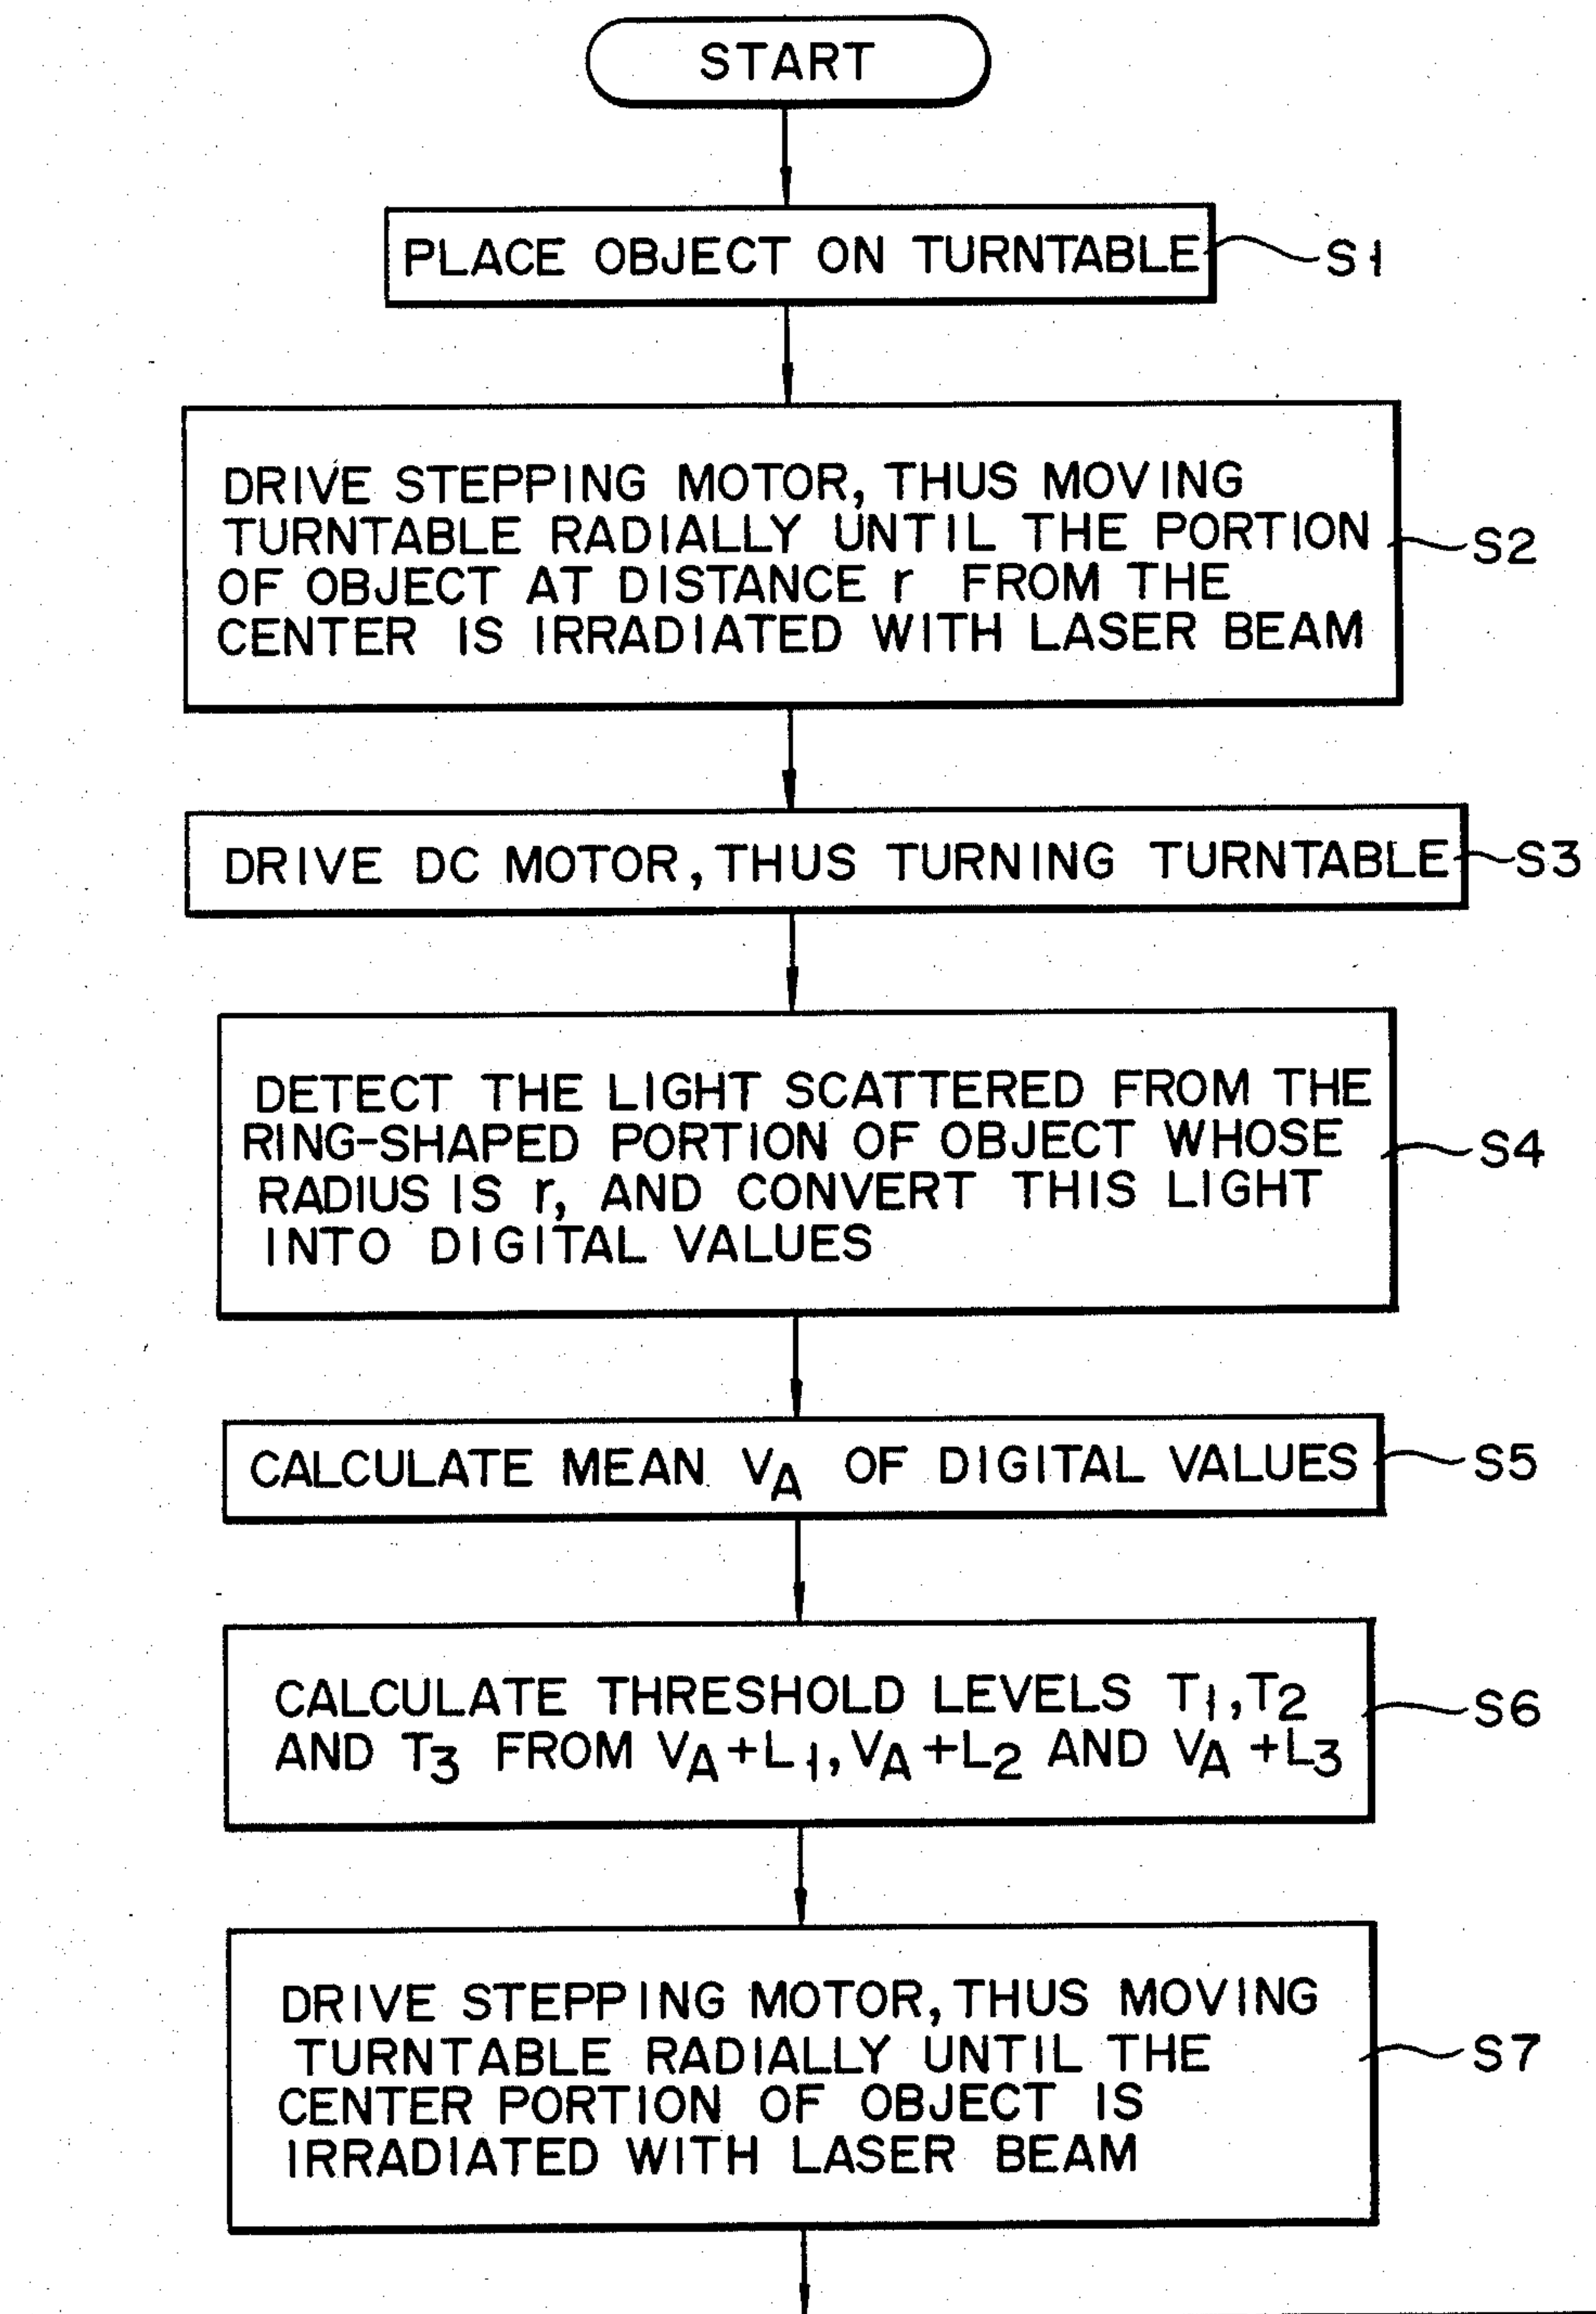 START
PLACE OBJECT ON TURNTABLE
S1
DRIVE STEPPING MOTOR, THUS MOVING
TURNTABLE RADIALLY UNTIL THE PORTION
OF OBJECT AT DISTANCE r FROM THE
CENTER IS IRRADIATED WITH LASER BEAM
S2
DRIVE DC MOTOR, THUS TURNING TURNTABLE
S3
DETECT THE LIGHT SCATTERED FROM THE
RING-SHAPED PORTION OF OBJECT WHOSE
RADIUS IS r, AND CONVERT THIS LIGHT
INTO DIGITAL VALUES
S4
CALCULATE MEAN VA OF DIGITAL VALUES
S5
CALCULATE THRESHOLD LEVELS T1, T2
AND T3 FROM VA+L1, VA+L2 AND VA+L3
S6
DRIVE STEPPING MOTOR, THUS MOVING
TURNTABLE RADIALLY UNTIL THE
CENTER PORTION OF OBJECT IS
IRRADIATED WITH LASER BEAM
S7